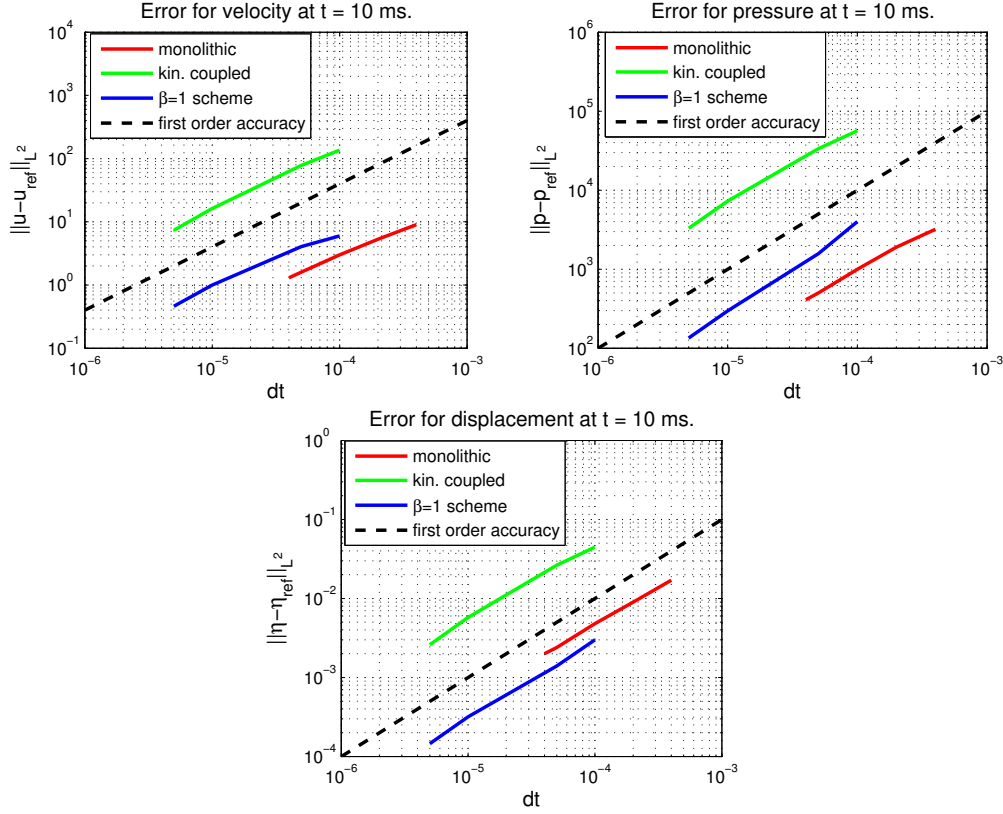 Error for velocity at t = 10 ms.
10^4
10^3
10^2
10^1
10^0
10^−1
||u−u_ref||_L^2
monolithic
kin. coupled
β=1 scheme
first order accuracy
10^−6
10^−5
10^−4
10^−3
dt
Error for pressure at t = 10 ms.
10^6
10^5
10^4
10^3
10^2
||p−p_ref||_L^2
monolithic
kin. coupled
β=1 scheme
first order accuracy
10^−6
10^−5
10^−4
10^−3
dt
Error for displacement at t = 10 ms.
10^0
10^−1
10^−2
10^−3
10^−4
||η−η_ref||_L^2
monolithic
kin. coupled
β=1 scheme
first order accuracy
10^−6
10^−5
10^−4
10^−3
dt